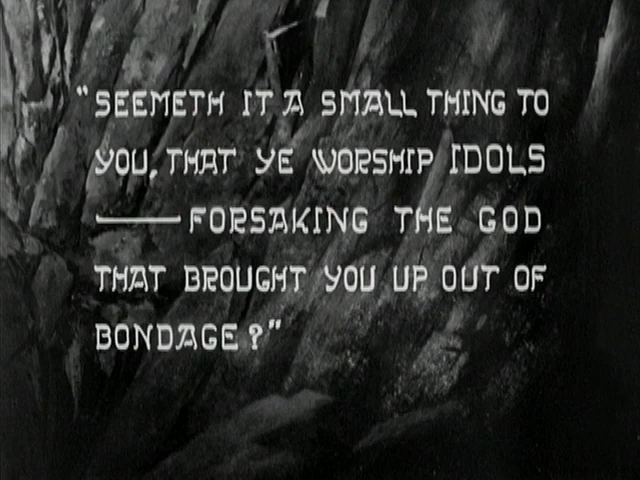 "SEEMETH IT A SMALL THING TO
YOU, THAT YE WORSHIP IDOLS
—FORSAKING THE GOD
THAT BROUGHT YOU UP OUT OF
BONDAGE?"